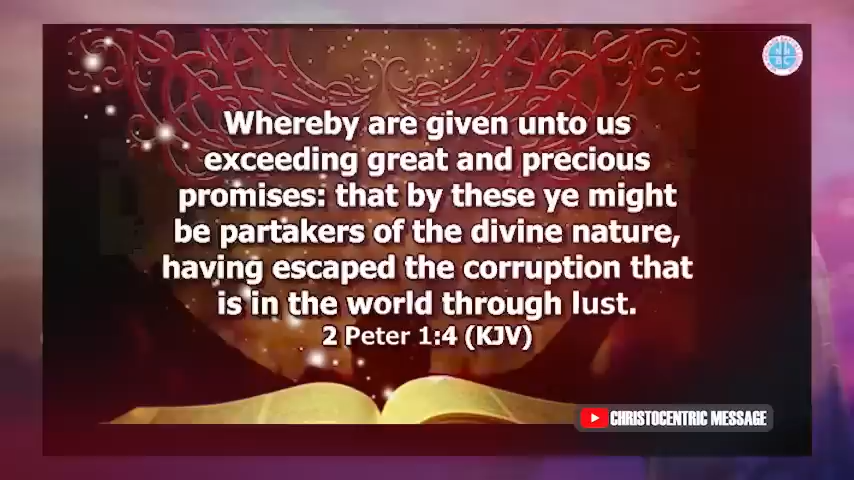 Whereby are given unto us
exceeding great and precious
promises: that by these ye might
be partakers of the divine nature,
having escaped the corruption that
is in the world through lust.
2 Peter 1:4 (KJV)
CHRISTOCENTRIC MESSAGE